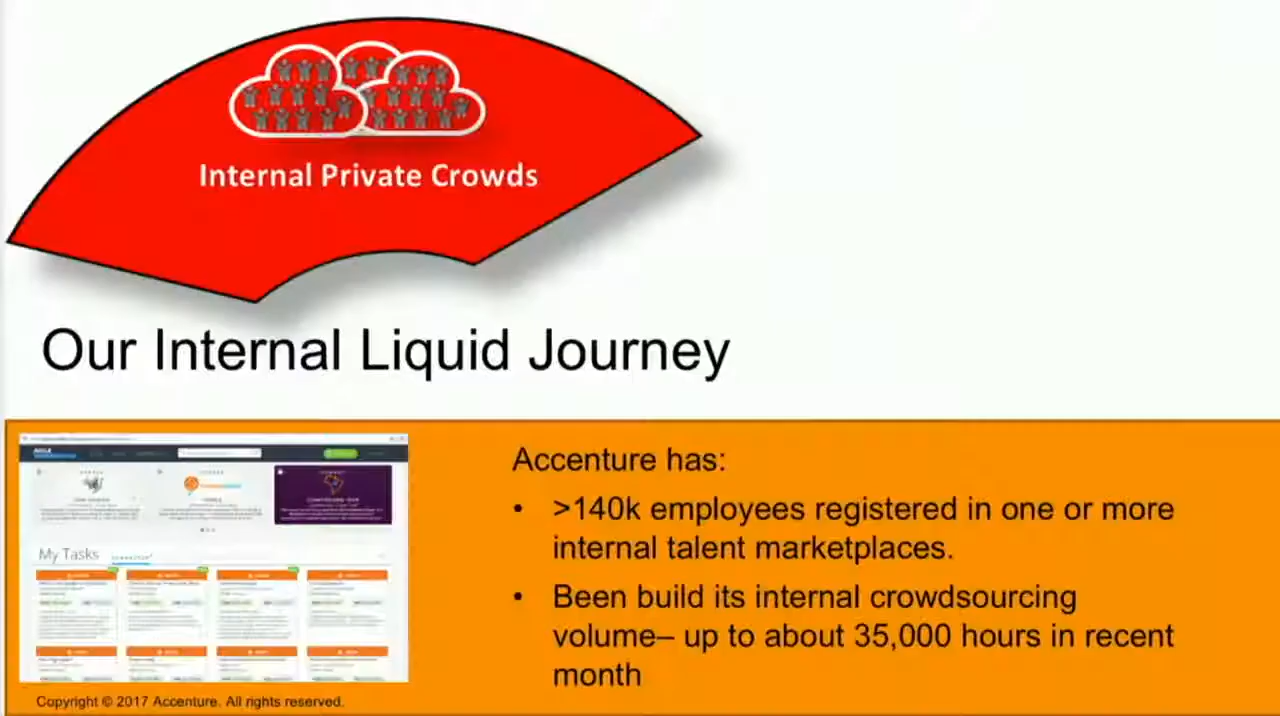 Internal Private Crowds
Our Internal Liquid Journey
My Tasks
Accenture has:
• >140k employees registered in one or more
internal talent marketplaces.
• Been build its internal crowdsourcing
volume– up to about 35,000 hours in recent
month
Copyright © 2017 Accenture. All rights reserved.